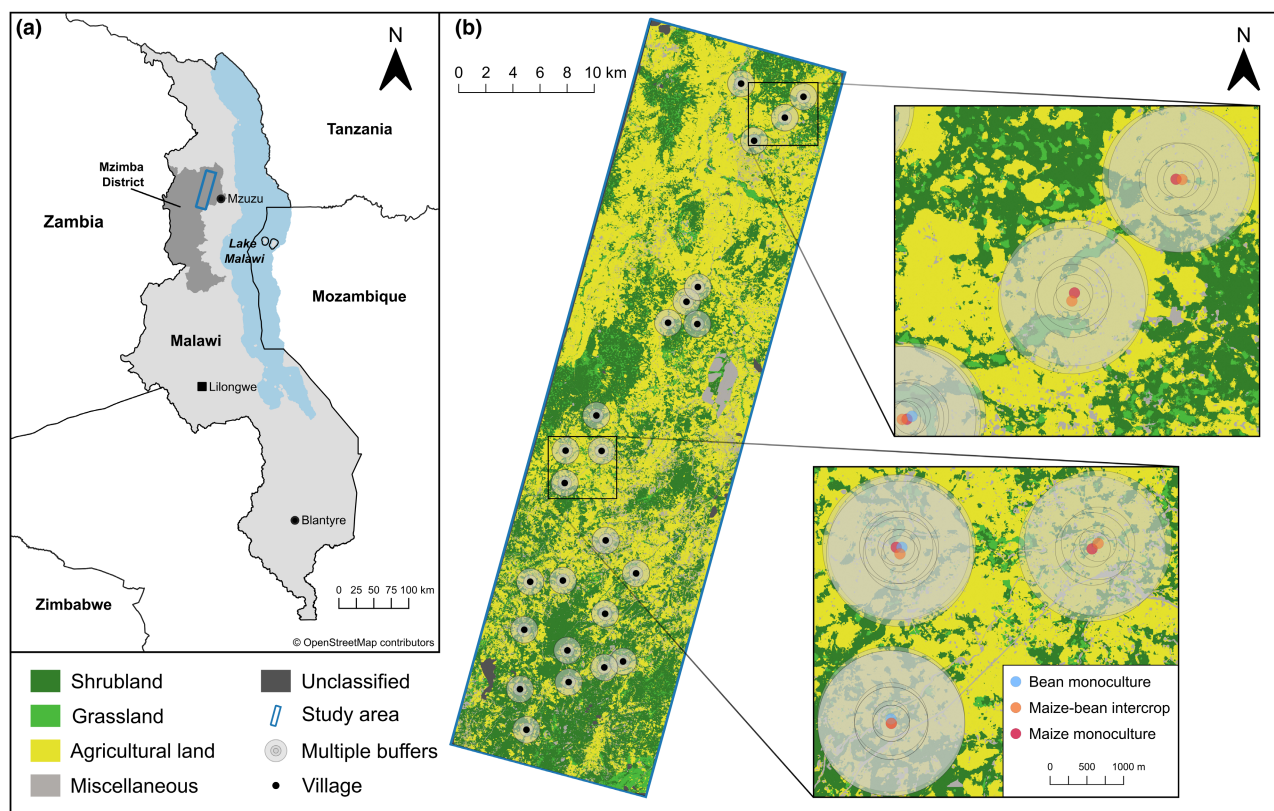 (a)
N
Tanzania
Mzimba
District
Zambia
Mzuzu
Lake
Malawi
Mozambique
Malawi
Lilongwe
Blantyre
Zimbabwe
0 25 50 75 100 km
© OpenStreetMap contributors
(b)
0 2 4 6 8 10 km
N
Bean monoculture
Maize-bean intercrop
Maize monoculture
0 500 1000 m
Shrubland
Grassland
Agricultural land
Miscellaneous
Unclassified
Study area
Multiple buffers
Village